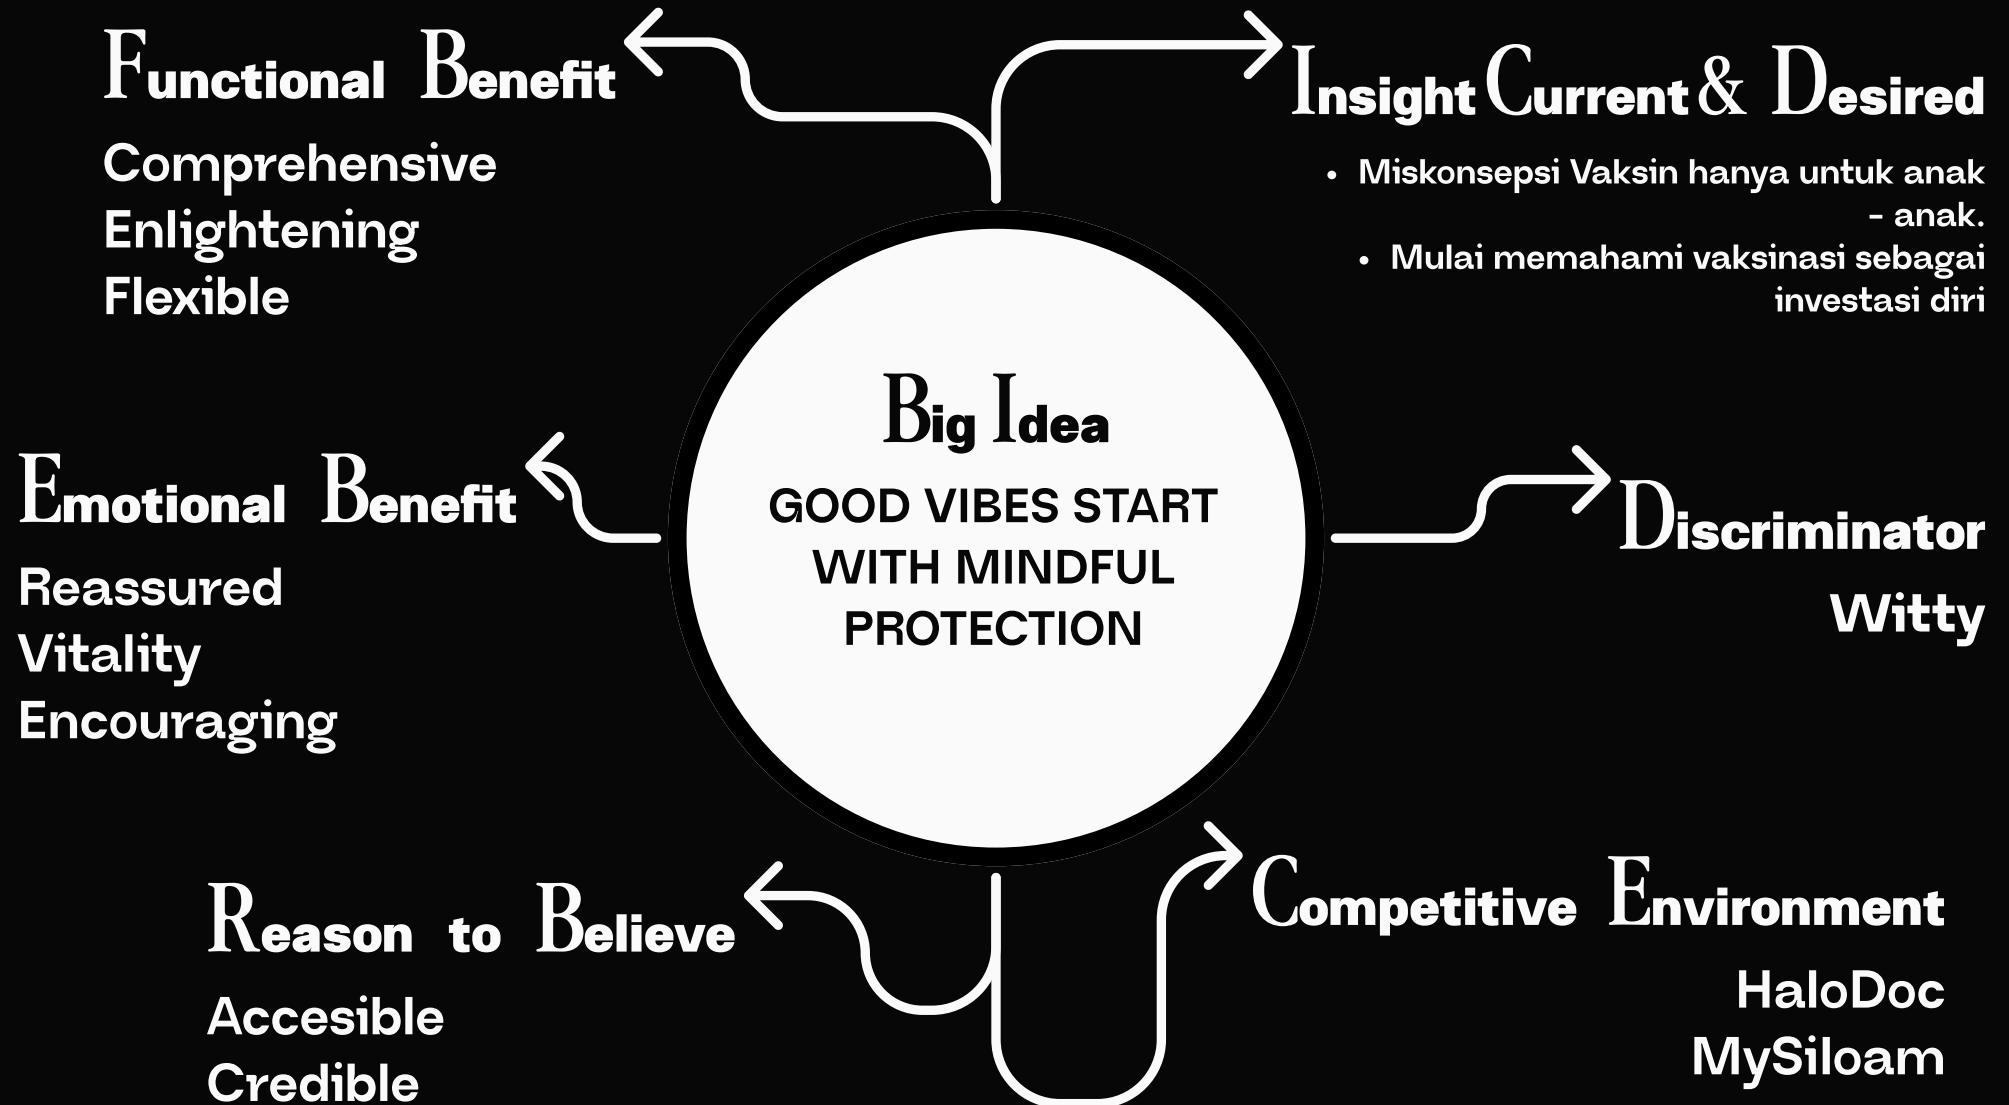 Functional Benefit
Comprehensive
Enlightening
Flexible
Insight Current & Desired
• Miskonsepsi Vaksin hanya untuk anak
- anak.
• Mulai memahami vaksinasi sebagai
investasi diri
Big Idea
GOOD VIBES START
WITH MINDFUL
PROTECTION
Emotional Benefit
Reassured
Vitality
Encouraging
Discriminator
Witty
Reason to Believe
Accesible
Credible
Competitive Environment
HaloDoc
MySiloam